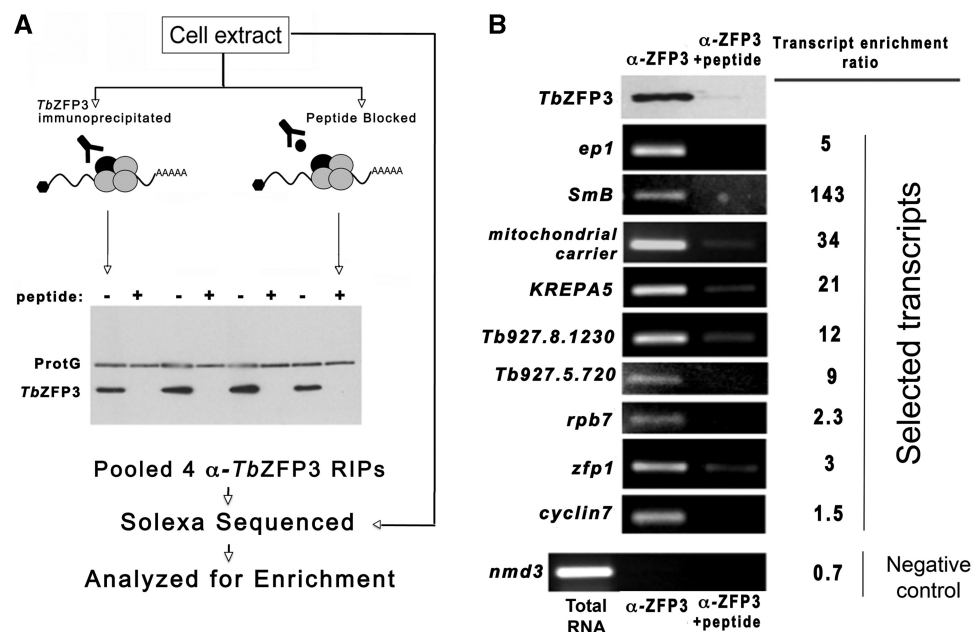 A
Cell extract
TbZFP3
immunoprecipitated
Peptide Blocked
AAAAA
AAAAA
peptide: - + - + - + - +
ProtG
TbZFP3
Pooled 4 α-TbZFP3 RIPs
Solexa Sequenced
Analyzed for Enrichment
B
α-ZFP3
α-ZFP3
+peptide
Transcript enrichment
ratio
TbZFP3
ep1 5
SmB 143
mitochondrial
carrier 34
KREPA5 21
Tb927.8.1230 12
Tb927.5.720 9
rpb7 2.3
zfp1 3
cyclin7 1.5
Selected transcripts
nmd3 0.7
Negative
control
Total
RNA
α-ZFP3
α-ZFP3
+peptide